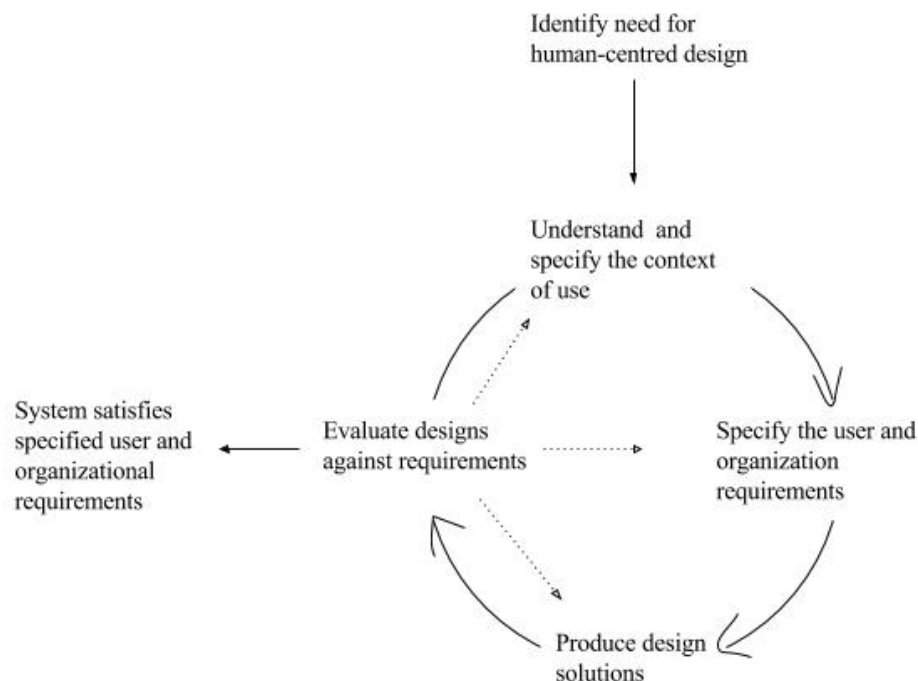 Identify need for
human-centred design
Understand and
specify the context
of use
System satisfies
specified user and
organizational
requirements
Evaluate designs
against requirements
Specify the user and
organization
requirements
Produce design
solutions